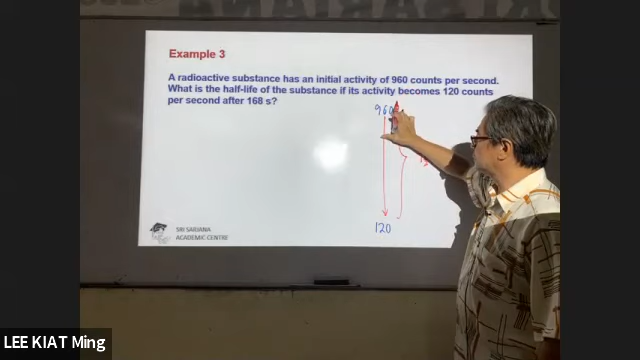 Example 3
A radioactive substance has an initial activity of 960 counts per second.
What is the half-life of the substance if its activity becomes 120 counts
per second after 168 s?
960
120
SRI SARJANA
ACADEMIC CENTRE
LEE KIAT Ming